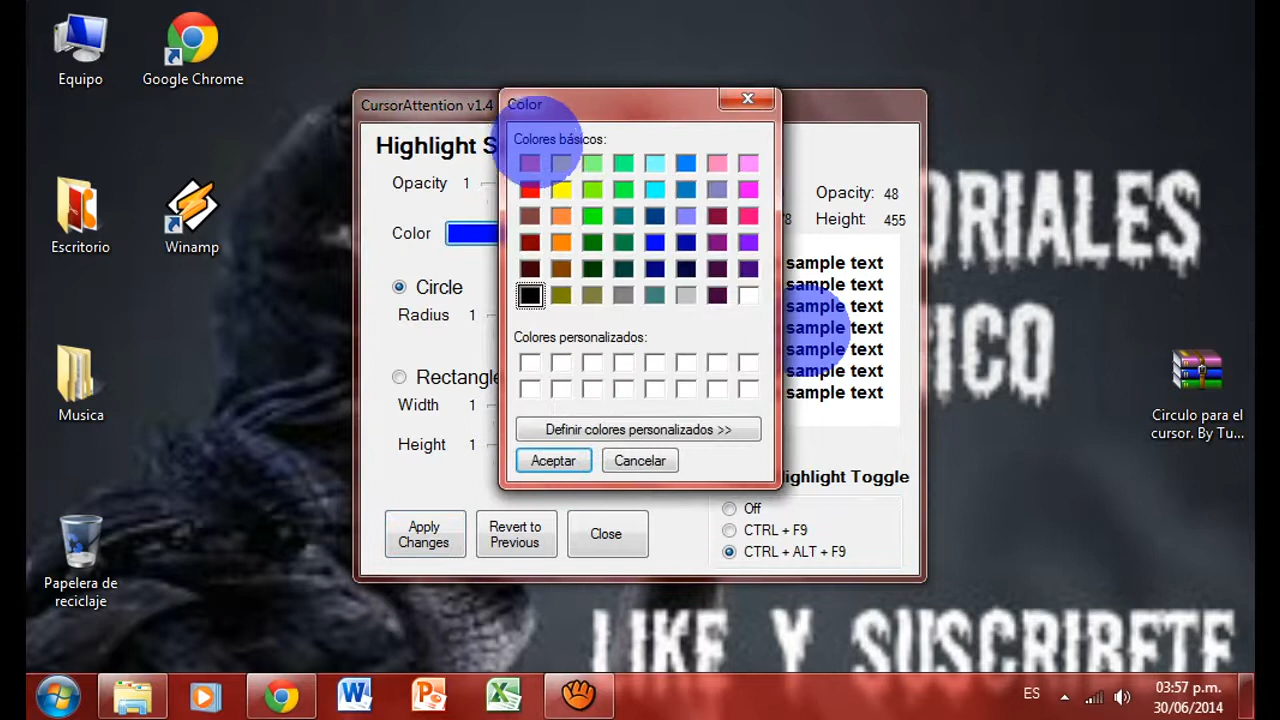 Equipo
Google Chrome
Escritorio
Winamp
Musica
Papelera de
reciclaje
CursorAttention v1.4
Highlight S
Opacity 1
Color
Circle
Radius 1
Rectangle
Width 1
Height 1
Apply
Changes
Revert to
Previous
Close
Color
Colores básicos:
Colores personalizados:
Definir colores personalizados >>
Aceptar
Cancelar
Opacity: 48
78 Height: 455
sample text
sample text
sample text
sample text
sample text
sample text
sample text
ighlight Toggle
Off
CTRL + F9
CTRL + ALT + F9
ORIALES
RICO
Circulo para el
cursor. By Tu...
LIKE Y SUSCRIBETE
ES
03:57 p.m.
30/06/2014